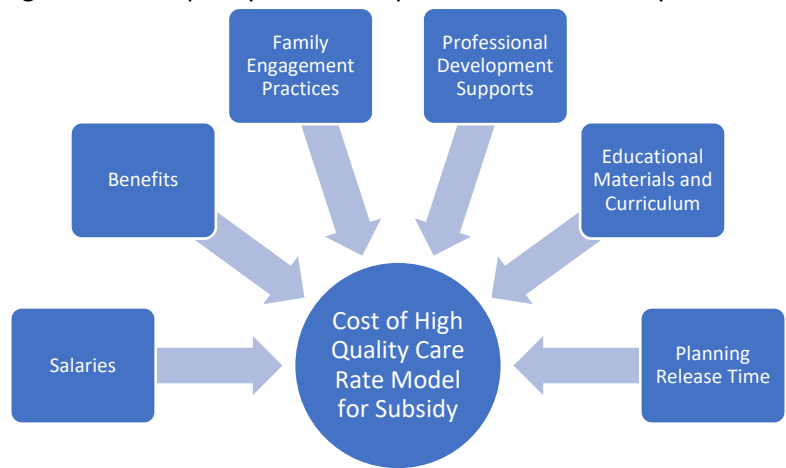 Family
Engagement
Practices
Professional
Development
Supports
Benefits
Educational
Materials and
Curriculum
Salaries
Cost of High
Quality Care
Rate Model
for Subsidy
Planning
Release Time